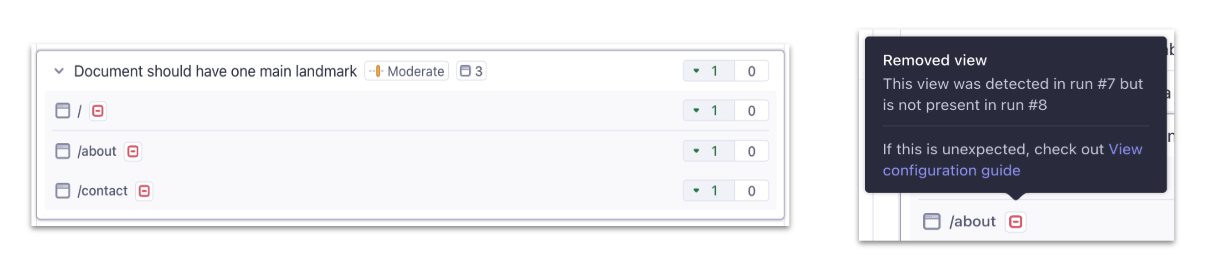 Document should have one main landmark Moderate 3 1 0
/ 1 0
/about 1 0
/contact 1 0
Removed view
This view was detected in run #7 but
is not present in run #8
If this is unexpected, check out View
configuration guide
/about